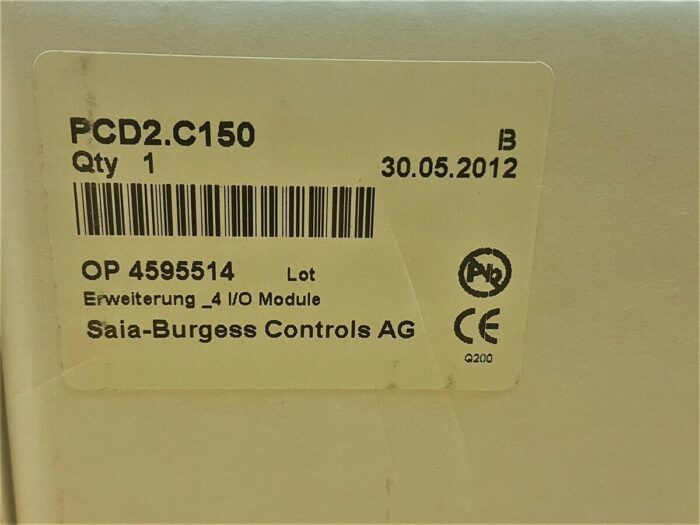 PCD2.C150 B
Qty 1 30.05.2012
OP 4595514 Lot
Erweiterung _4 I/O Module
Saia-Burgess Controls AG
CE
Q200